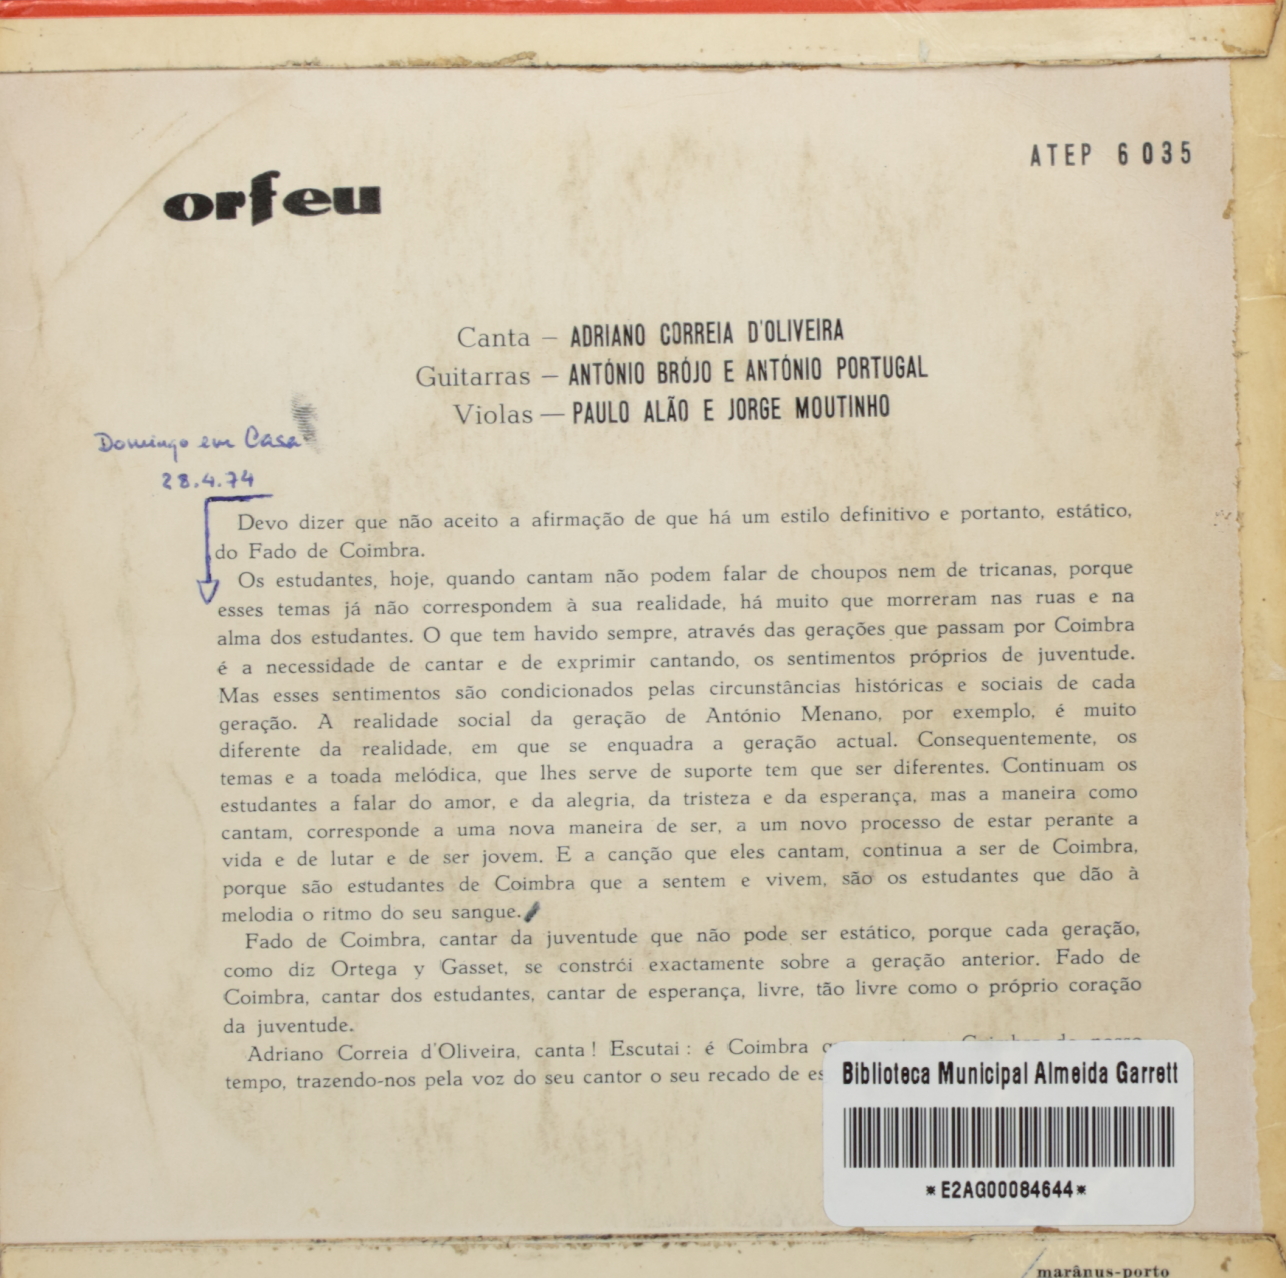 orfeu
ATEP 6035
Canta — ADRIANO CORREIA D'OLIVEIRA
Guitarras — ANTÓNIO BRÓJO E ANTÓNIO PORTUGAL
Violas — PAULO ALÃO E JORGE MOUTINHO
Domingo em Casa
28.4.74
Devo dizer que não aceito a afirmação de que há um estilo definitivo e portanto, estático,
do Fado de Coimbra.
Os estudantes, hoje, quando cantam não podem falar de choupos nem de tricanas, porque
esses temas já não correspondem à sua realidade, há muito que morreram nas ruas e na
alma dos estudantes. O que tem havido sempre, através das gerações que passam por Coimbra
é a necessidade de cantar e de exprimir cantando, os sentimentos próprios de juventude.
Mas esses sentimentos são condicionados pelas circunstâncias históricas e sociais de cada
geração. A realidade social da geração de António Menano, por exemplo, é muito
diferente da realidade, em que se enquadra a geração actual. Consequentemente, os
temas e a toada melódica, que lhes serve de suporte tem que ser diferentes. Continuam os
estudantes a falar do amor, e da alegria, da tristeza e da esperança, mas a maneira como
cantam, corresponde a uma nova maneira de ser, a um novo processo de estar perante a
vida e de lutar e de ser jovem. E a canção que eles cantam, continua a ser de Coimbra,
porque são estudantes de Coimbra que a sentem e vivem, são os estudantes que dão à
melodia o ritmo do seu sangue.
Fado de Coimbra, cantar da juventude que não pode ser estático, porque cada geração,
como diz Ortega y Gasset, se constrói exactamente sobre a geração anterior. Fado de
Coimbra, cantar dos estudantes, cantar de esperança, livre, tão livre como o próprio coração
da juventude.
Adriano Correia d'Oliveira, canta! Escutai: é Coimbra
tempo, trazendo-nos pela voz do seu cantor o seu recado de
Biblioteca Municipal Almeida Garrett
*E2AG00084644*
marânus-porto